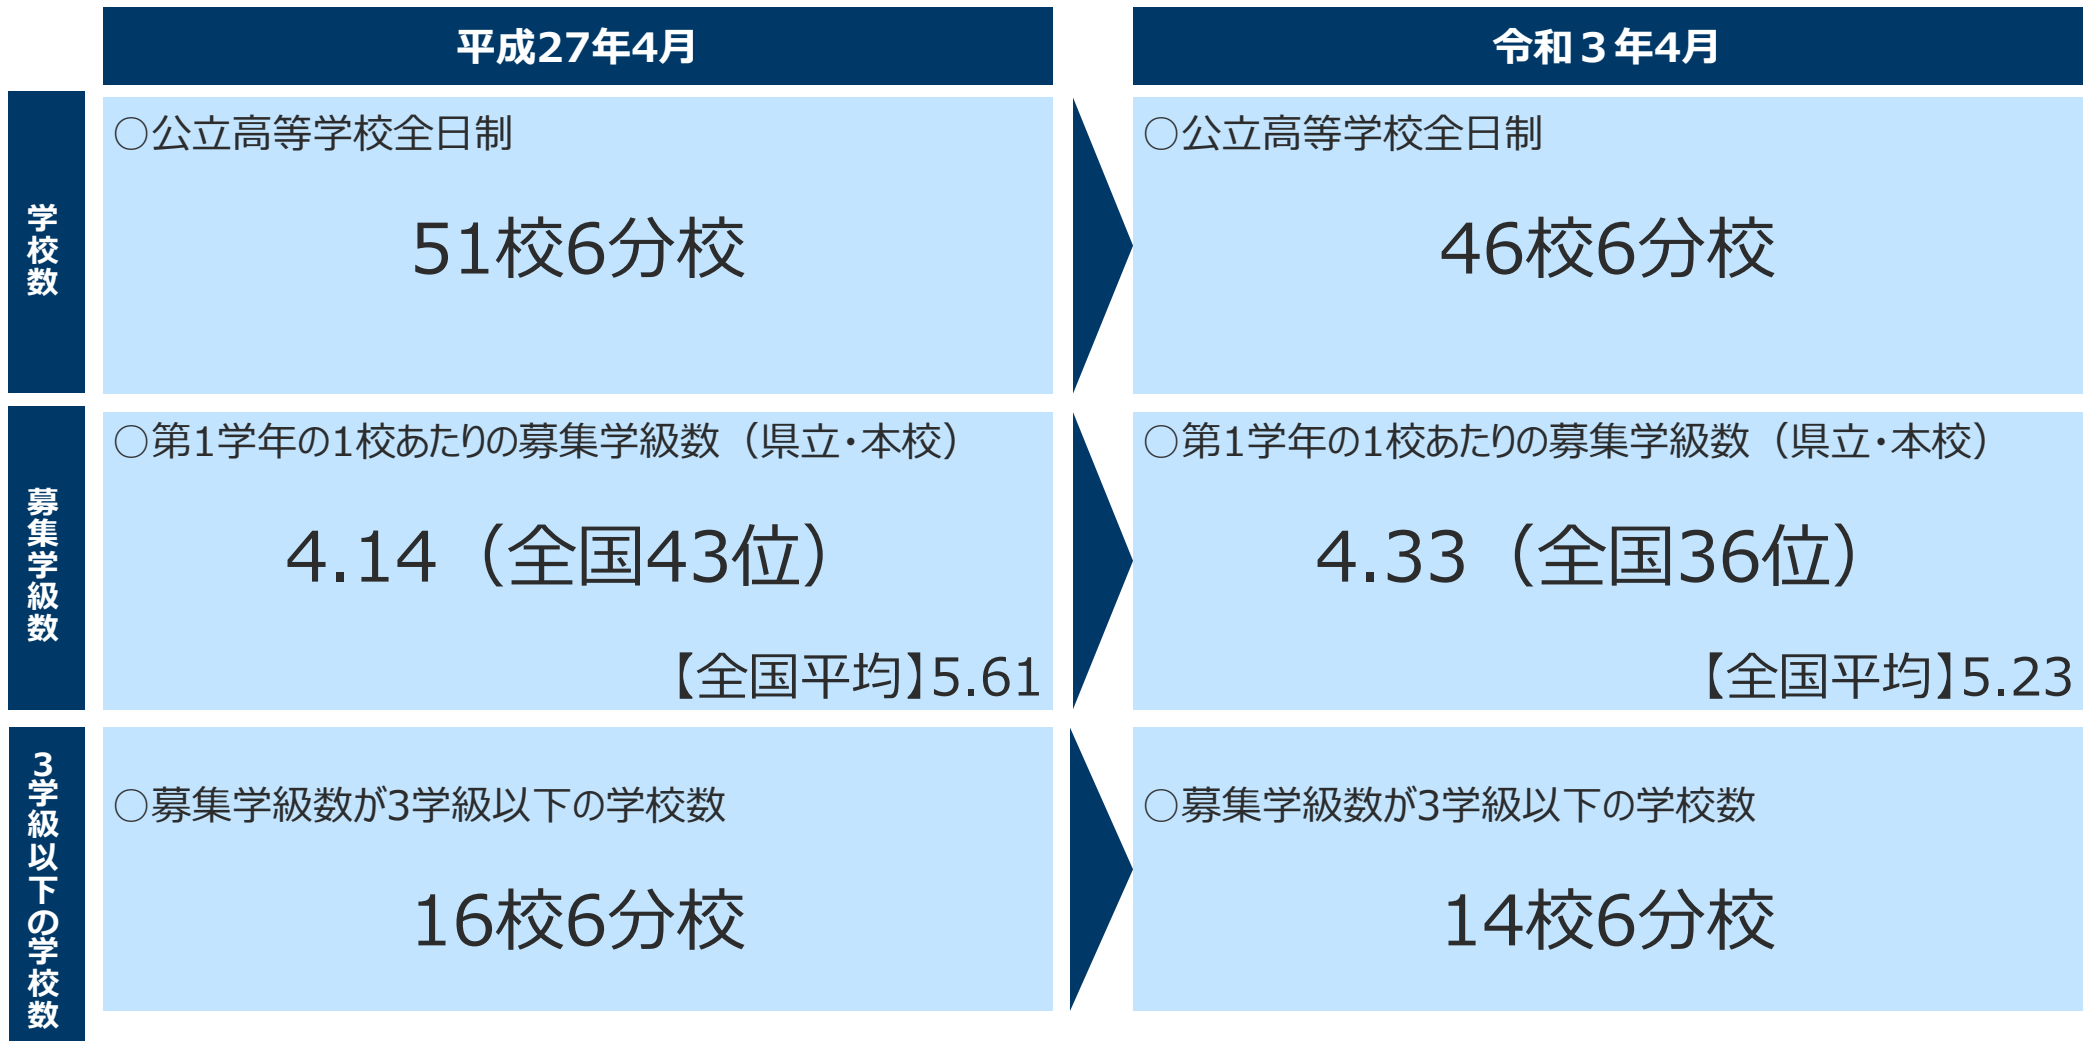 平成27年4月
令和３年4月
学校数
○公立高等学校全日制
51校6分校
○公立高等学校全日制
46校6分校
募集学級数
○第1学年の1校あたりの募集学級数（県立・本校）
4.14（全国43位）
【全国平均】5.61
○第1学年の1校あたりの募集学級数（県立・本校）
4.33（全国36位）
【全国平均】5.23
3学級以下の学校数
○募集学級数が3学級以下の学校数
16校6分校
○募集学級数が3学級以下の学校数
14校6分校